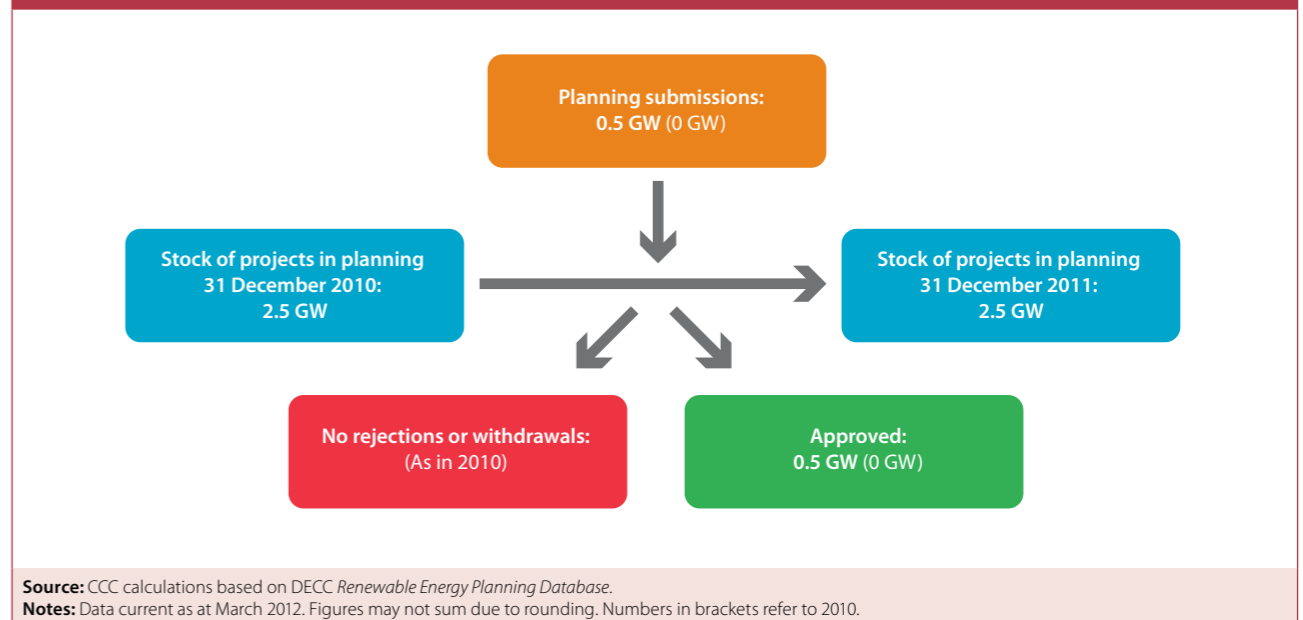 Planning submissions:
0.5 GW (0 GW)
Stock of projects in planning
31 December 2010:
2.5 GW
Stock of projects in planning
31 December 2011:
2.5 GW
No rejections or withdrawals:
(As in 2010)
Approved:
0.5 GW (0 GW)
Source: CCC calculations based on DECC Renewable Energy Planning Database.
Notes: Data current as at March 2012. Figures may not sum due to rounding. Numbers in brackets refer to 2010.